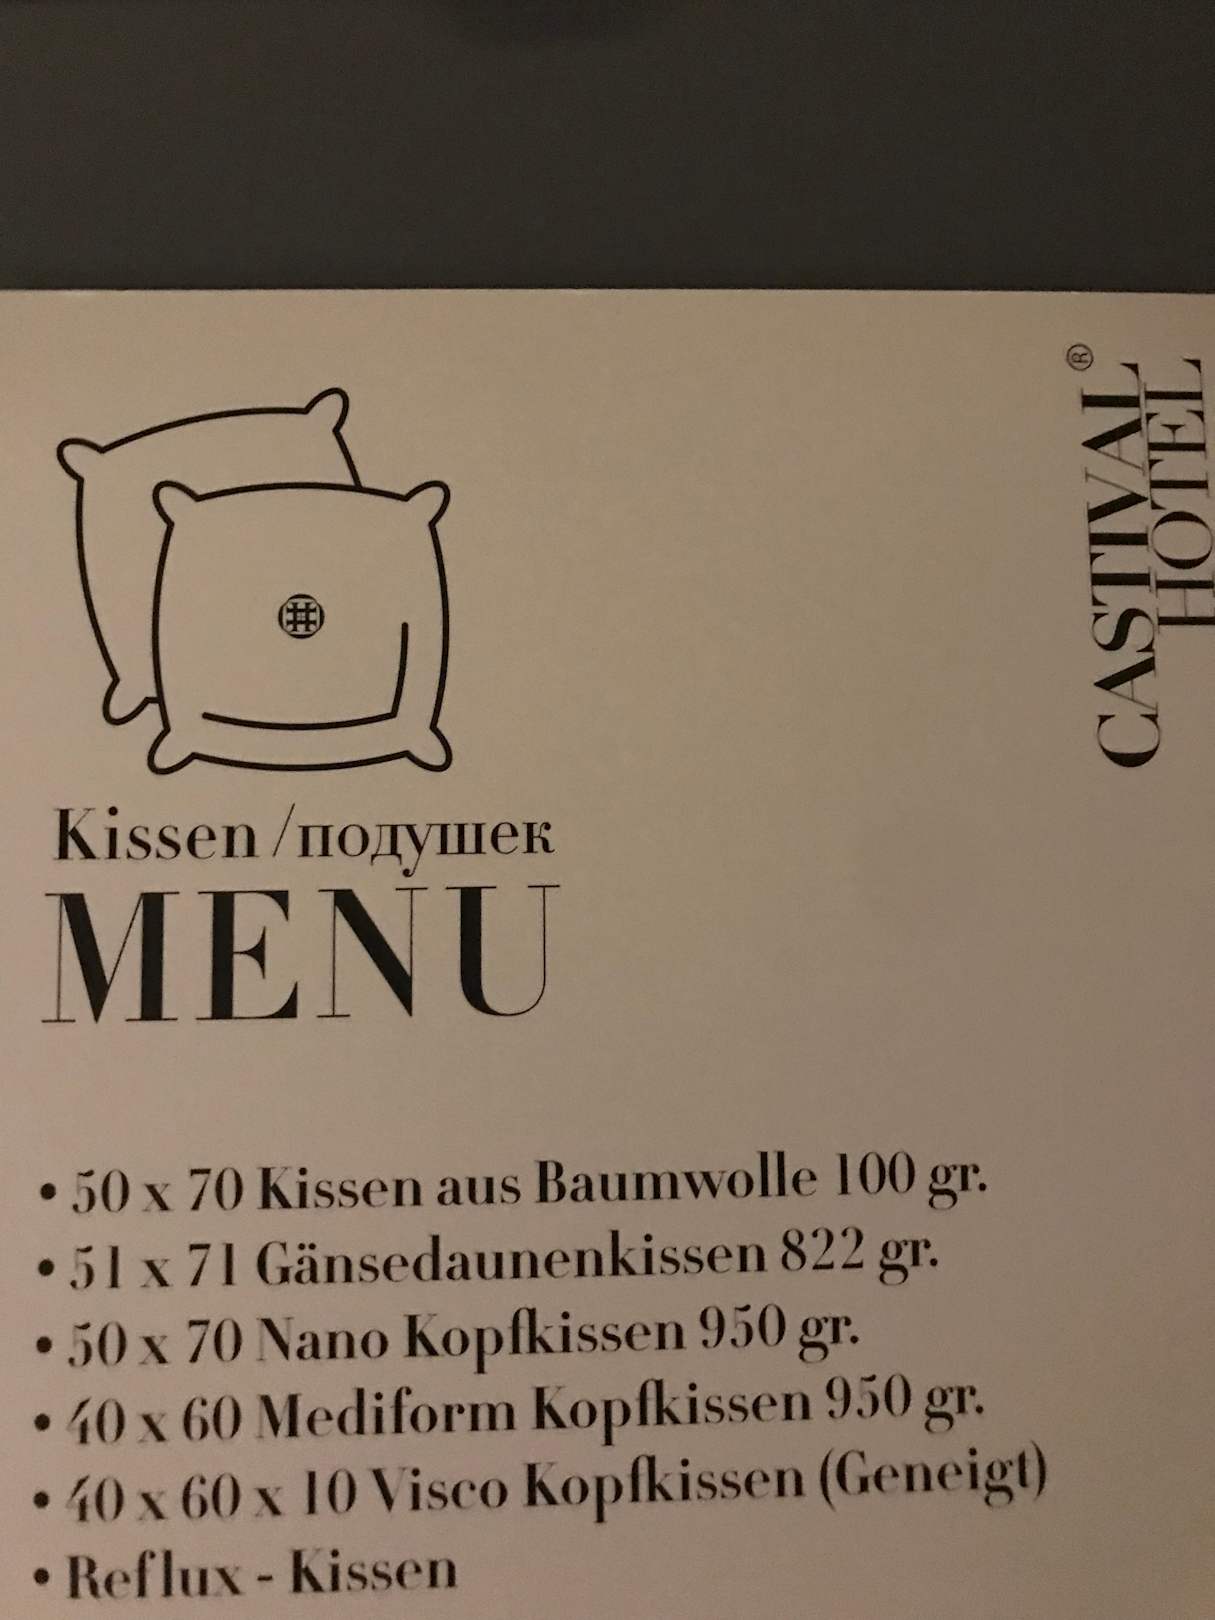 CASTIVAL®
HOTEL
Kissen/подушек
MENU
• 50 x 70 Kissen aus Baumwolle 100 gr.
• 51 x 71 Gänsedaunenkissen 822 gr.
• 50 x 70 Nano Kopfkissen 950 gr.
• 40 x 60 Mediform Kopfkissen 950 gr.
• 40 x 60 x 10 Visco Kopfkissen (Geneigt)
• Reflux - Kissen